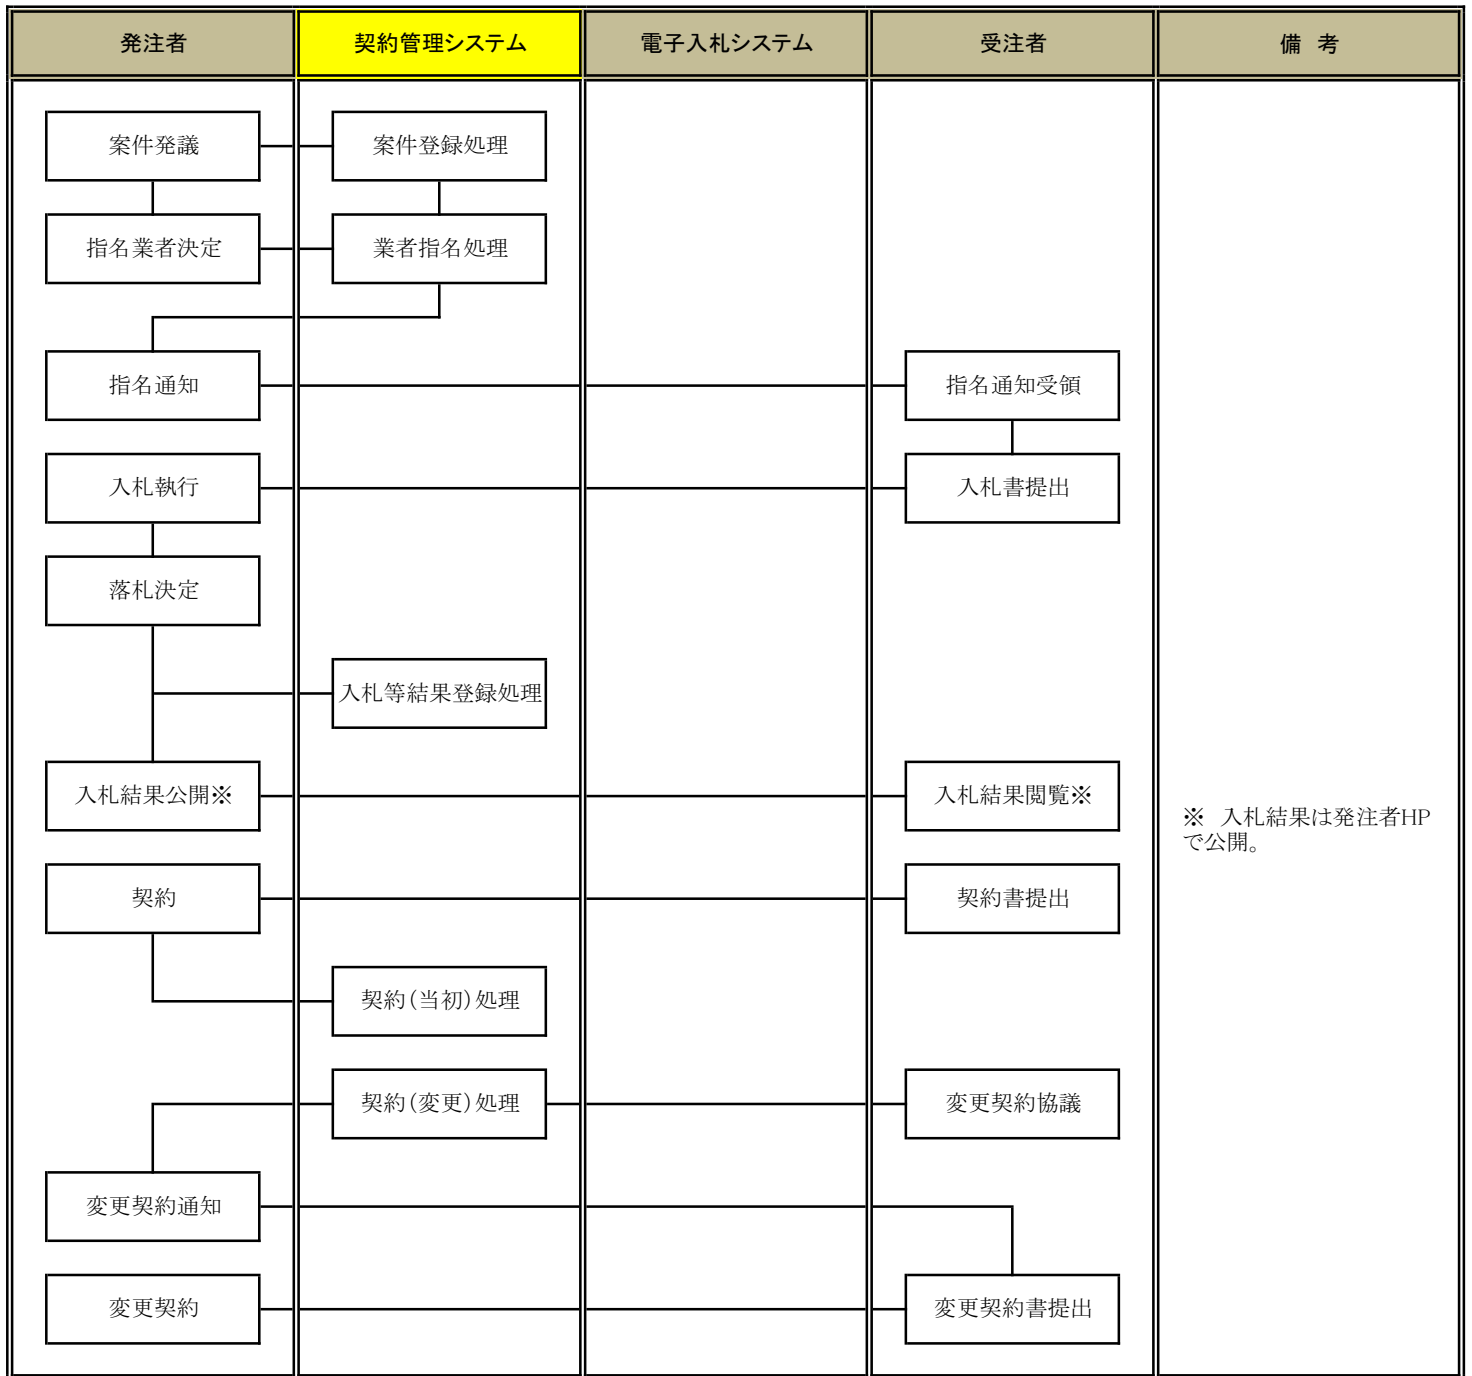 発注者
契約管理システム
電子入札システム
受注者
備 考
案件発議
案件登録処理
指名業者決定
業者指名処理
指名通知
指名通知受領
入札執行
入札書提出
落札決定
入札等結果登録処理
入札結果公開※
入札結果閲覧※
※ 入札結果は発注者HP
で公開。
契約
契約書提出
契約(当初)処理
契約(変更)処理
変更契約協議
変更契約通知
変更契約
変更契約書提出